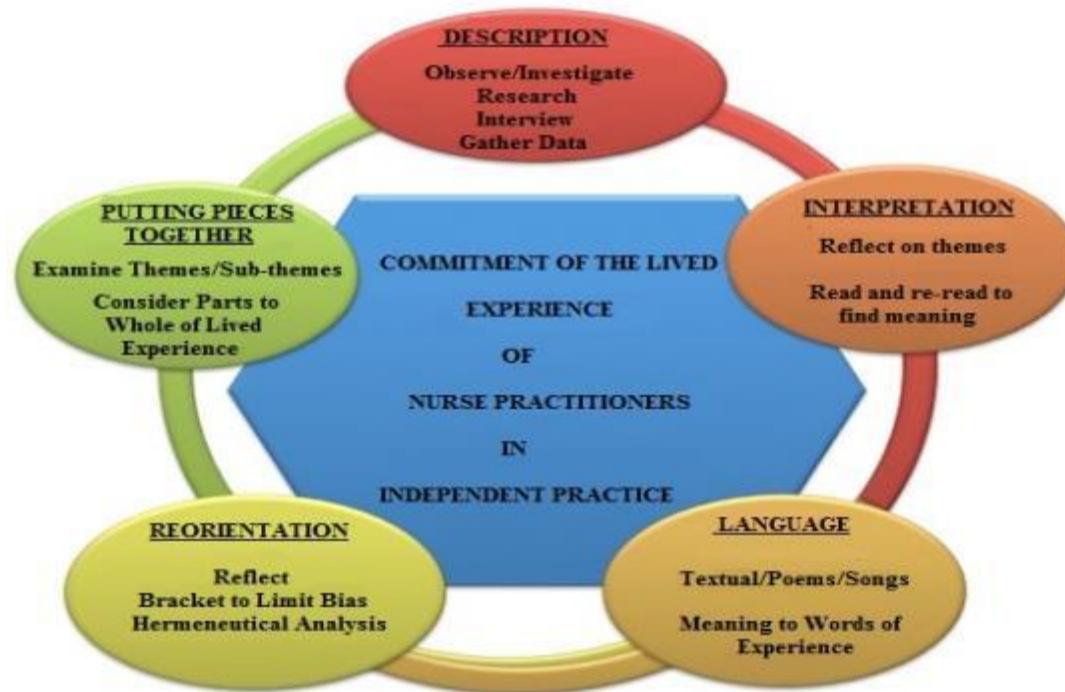 DESCRIPTION
Observe/Investigate
Research
Interview
Gather Data
INTERPRETATION
Reflect on themes
Read and re-read to
find meaning
LANGUAGE
Textual/Poems/Songs
Meaning to Words of
Experience
REORIENTATION
Reflect
Bracket to Limit Bias
Hermeneutical Analysis
PUTTING PIECES
TOGETHER
Examine Themes/Sub-themes
Consider Parts to
Whole of Lived
Experience
COMMITMENT OF THE LIVED
EXPERIENCE
OF
NURSE PRACTITIONERS
IN
INDEPENDENT PRACTICE